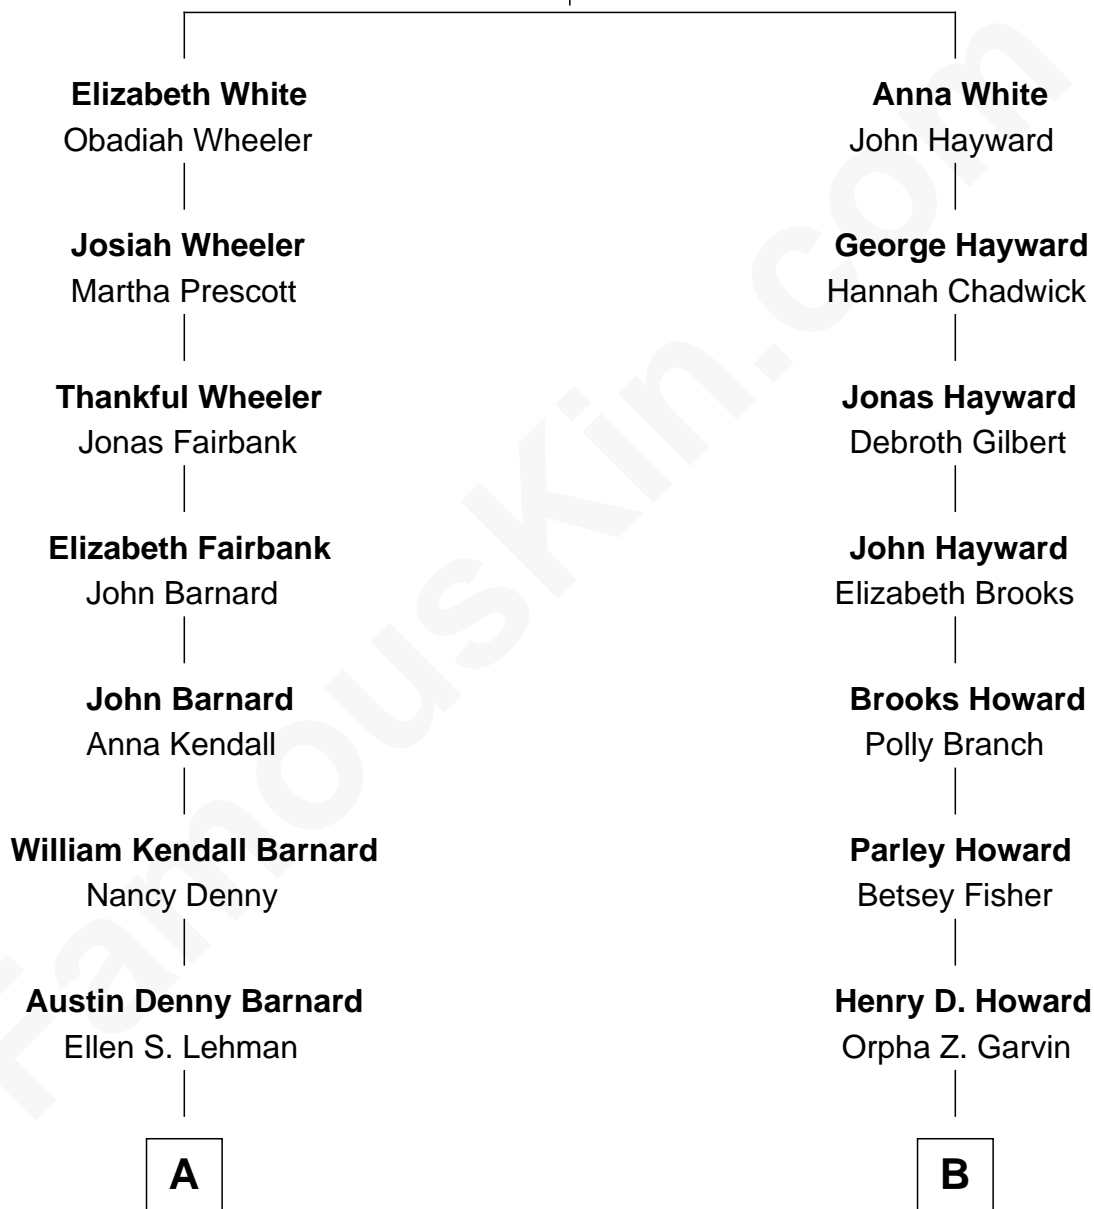 Elizabeth White
Obadiah Wheeler
Josiah Wheeler
Martha Prescott
Thankful Wheeler
Jonas Fairbank
Elizabeth Fairbank
John Barnard
John Barnard
Anna Kendall
William Kendall Barnard
Nancy Denny
Austin Denny Barnard
Ellen S. Lehman
A
Anna White
John Hayward
George Hayward
Hannah Chadwick
Jonas Hayward
Debroth Gilbert
John Hayward
Elizabeth Brooks
Brooks Howard
Polly Branch
Parley Howard
Betsey Fisher
Henry D. Howard
Orpha Z. Garvin
B
FamousKin.com